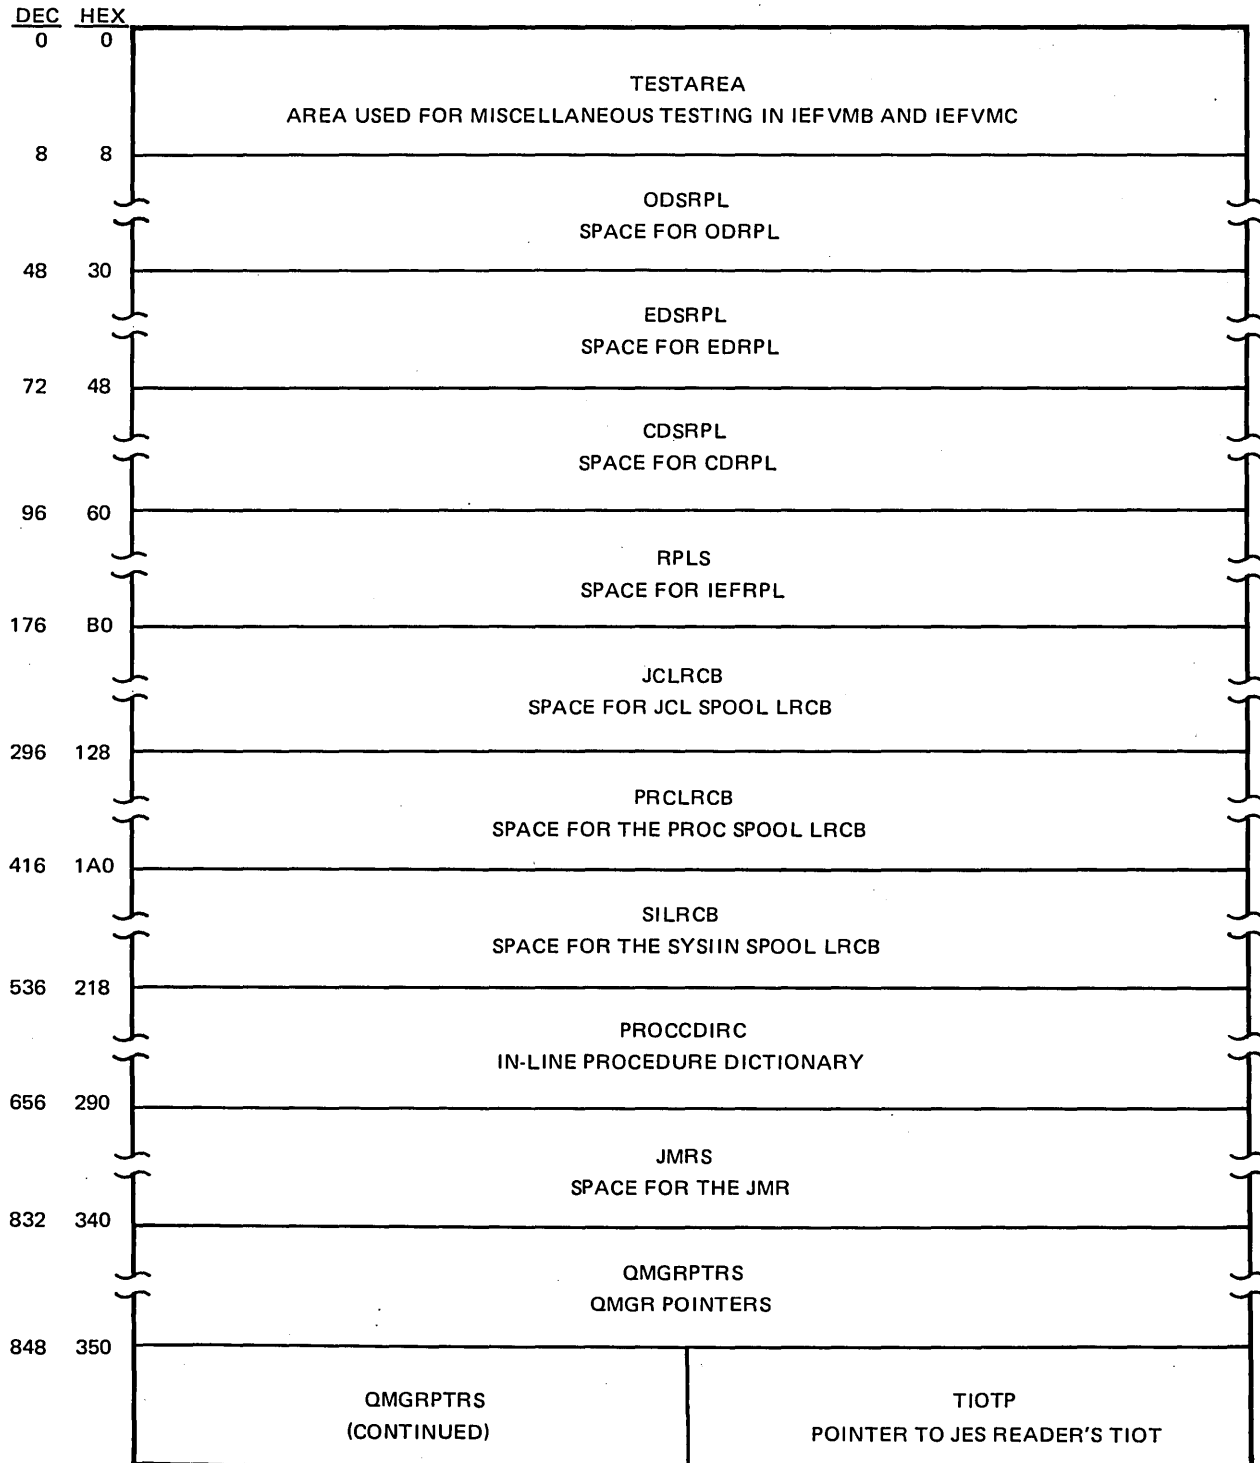 DEC HEX
0 0
TESTAREA
AREA USED FOR MISCELLANEOUS TESTING IN IEFVMB AND IEFVMC
8 8
ODSRPL
SPACE FOR ODRPL
48 30
EDSRPL
SPACE FOR EDRPL
72 48
CDSRPL
SPACE FOR CDRPL
96 60
RPLS
SPACE FOR IEFRPL
176 B0
JCLRCB
SPACE FOR JCL SPOOL LRCB
296 128
PRCLRCB
SPACE FOR THE PROC SPOOL LRCB
416 1A0
SILRCB
SPACE FOR THE SYSIIN SPOOL LRCB
536 218
PROCCDIRC
IN-LINE PROCEDURE DICTIONARY
656 290
JMRS
SPACE FOR THE JMR
832 340
QMGRPTRS
QMGR POINTERS
848 350
QMGRPTRS
(CONTINUED)
TIOTP
POINTER TO JES READER'S TIOT